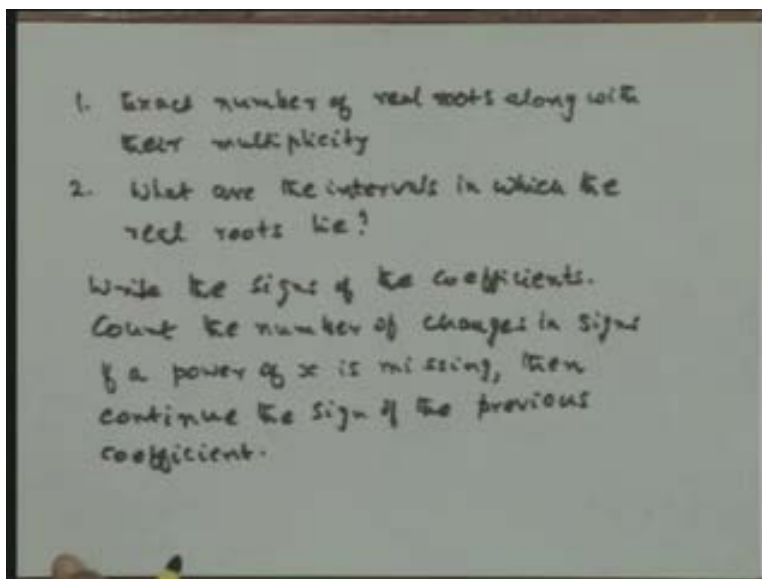 1. Exact number of real roots along with
their multiplicity
2. What are the intervals in which the
real roots lie?
Write the signs of the coefficients.
Count the number of changes in signs
If a power of x is missing, then
continue the sign of the previous
coefficient.